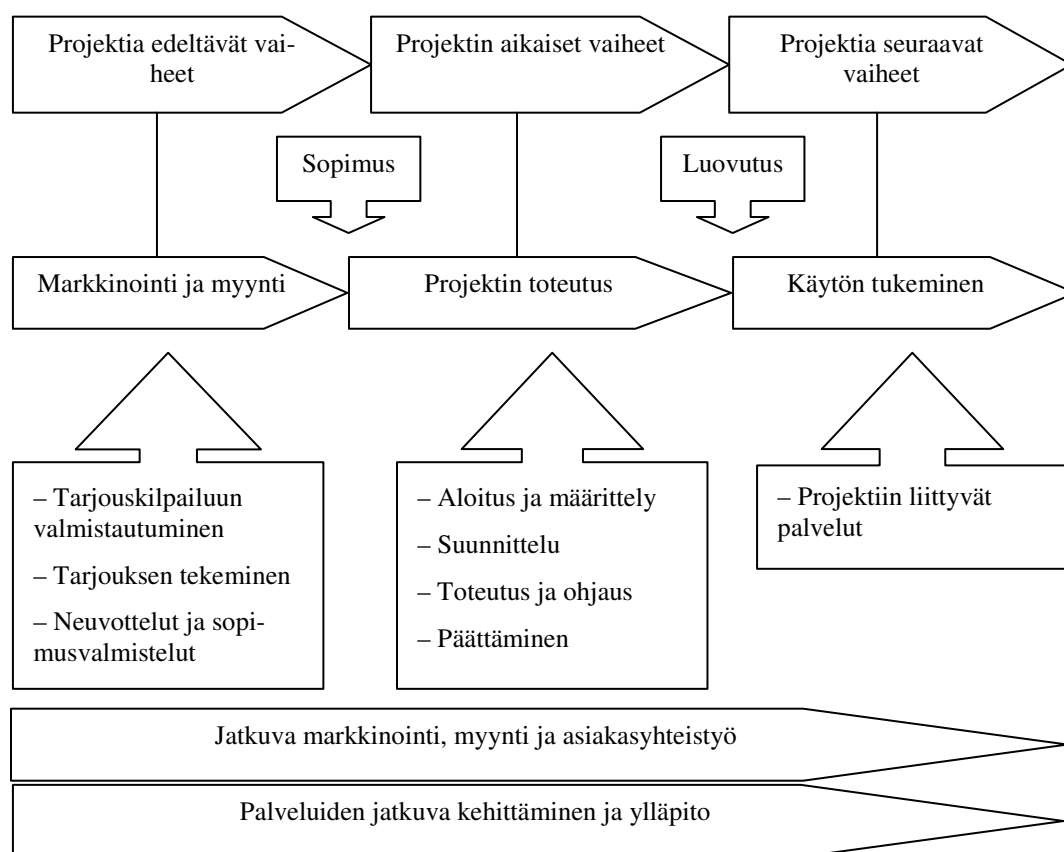 Projektia edeltävät vai-
heet
Projektin aikaiset vaiheet
Projektia seuraavat
vaiheet
Sopimus
Luovutus
Markkinointi ja myynti
Projektin toteutus
Käytön tukeminen
– Tarjouskilpailuun
valmistautuminen
– Tarjouksen tekeminen
– Neuvottelut ja sopi-
musvalmistelut
– Aloitus ja määrittely
– Suunnittelu
– Toteutus ja ohjaus
– Päättäminen
– Projektiin liittyvät
palvelut
Jatkuva markkinointi, myynti ja asiakasyhteistyö
Palveluiden jatkuva kehittäminen ja ylläpito